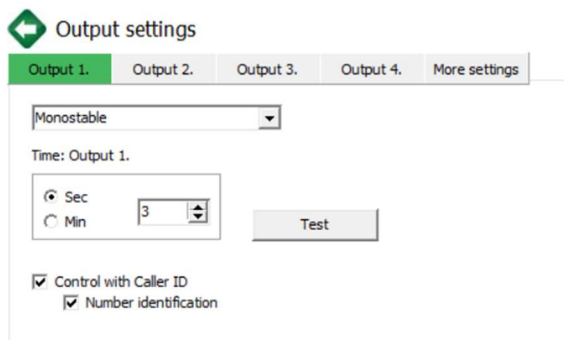 Output settings
Output 1. Output 2. Output 3. Output 4. More settings
Monostable
Time: Output 1.
Sec
3
Min
Test
Control with Caller ID
Number identification